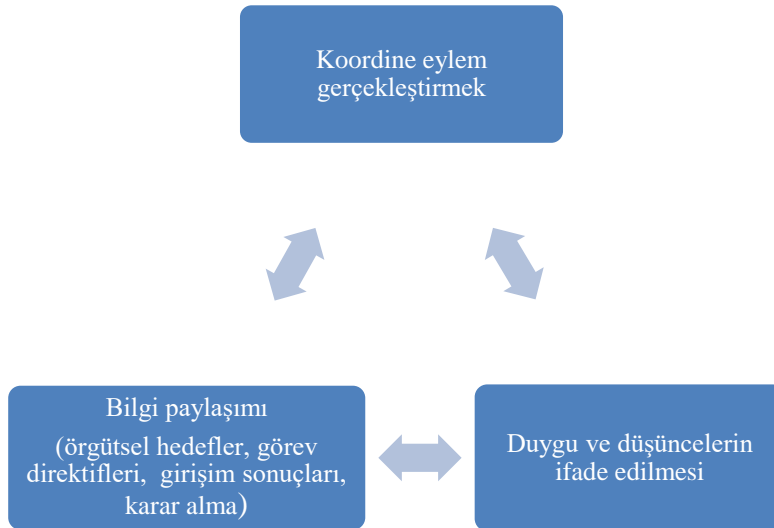 Koordine eylem
gerçekleştirmek
Bilgi paylaşımı
(örgütsel hedefler, görev
direktifleri, girişim sonuçları,
karar alma)
Duygu ve düşüncelerin
ifade edilmesi